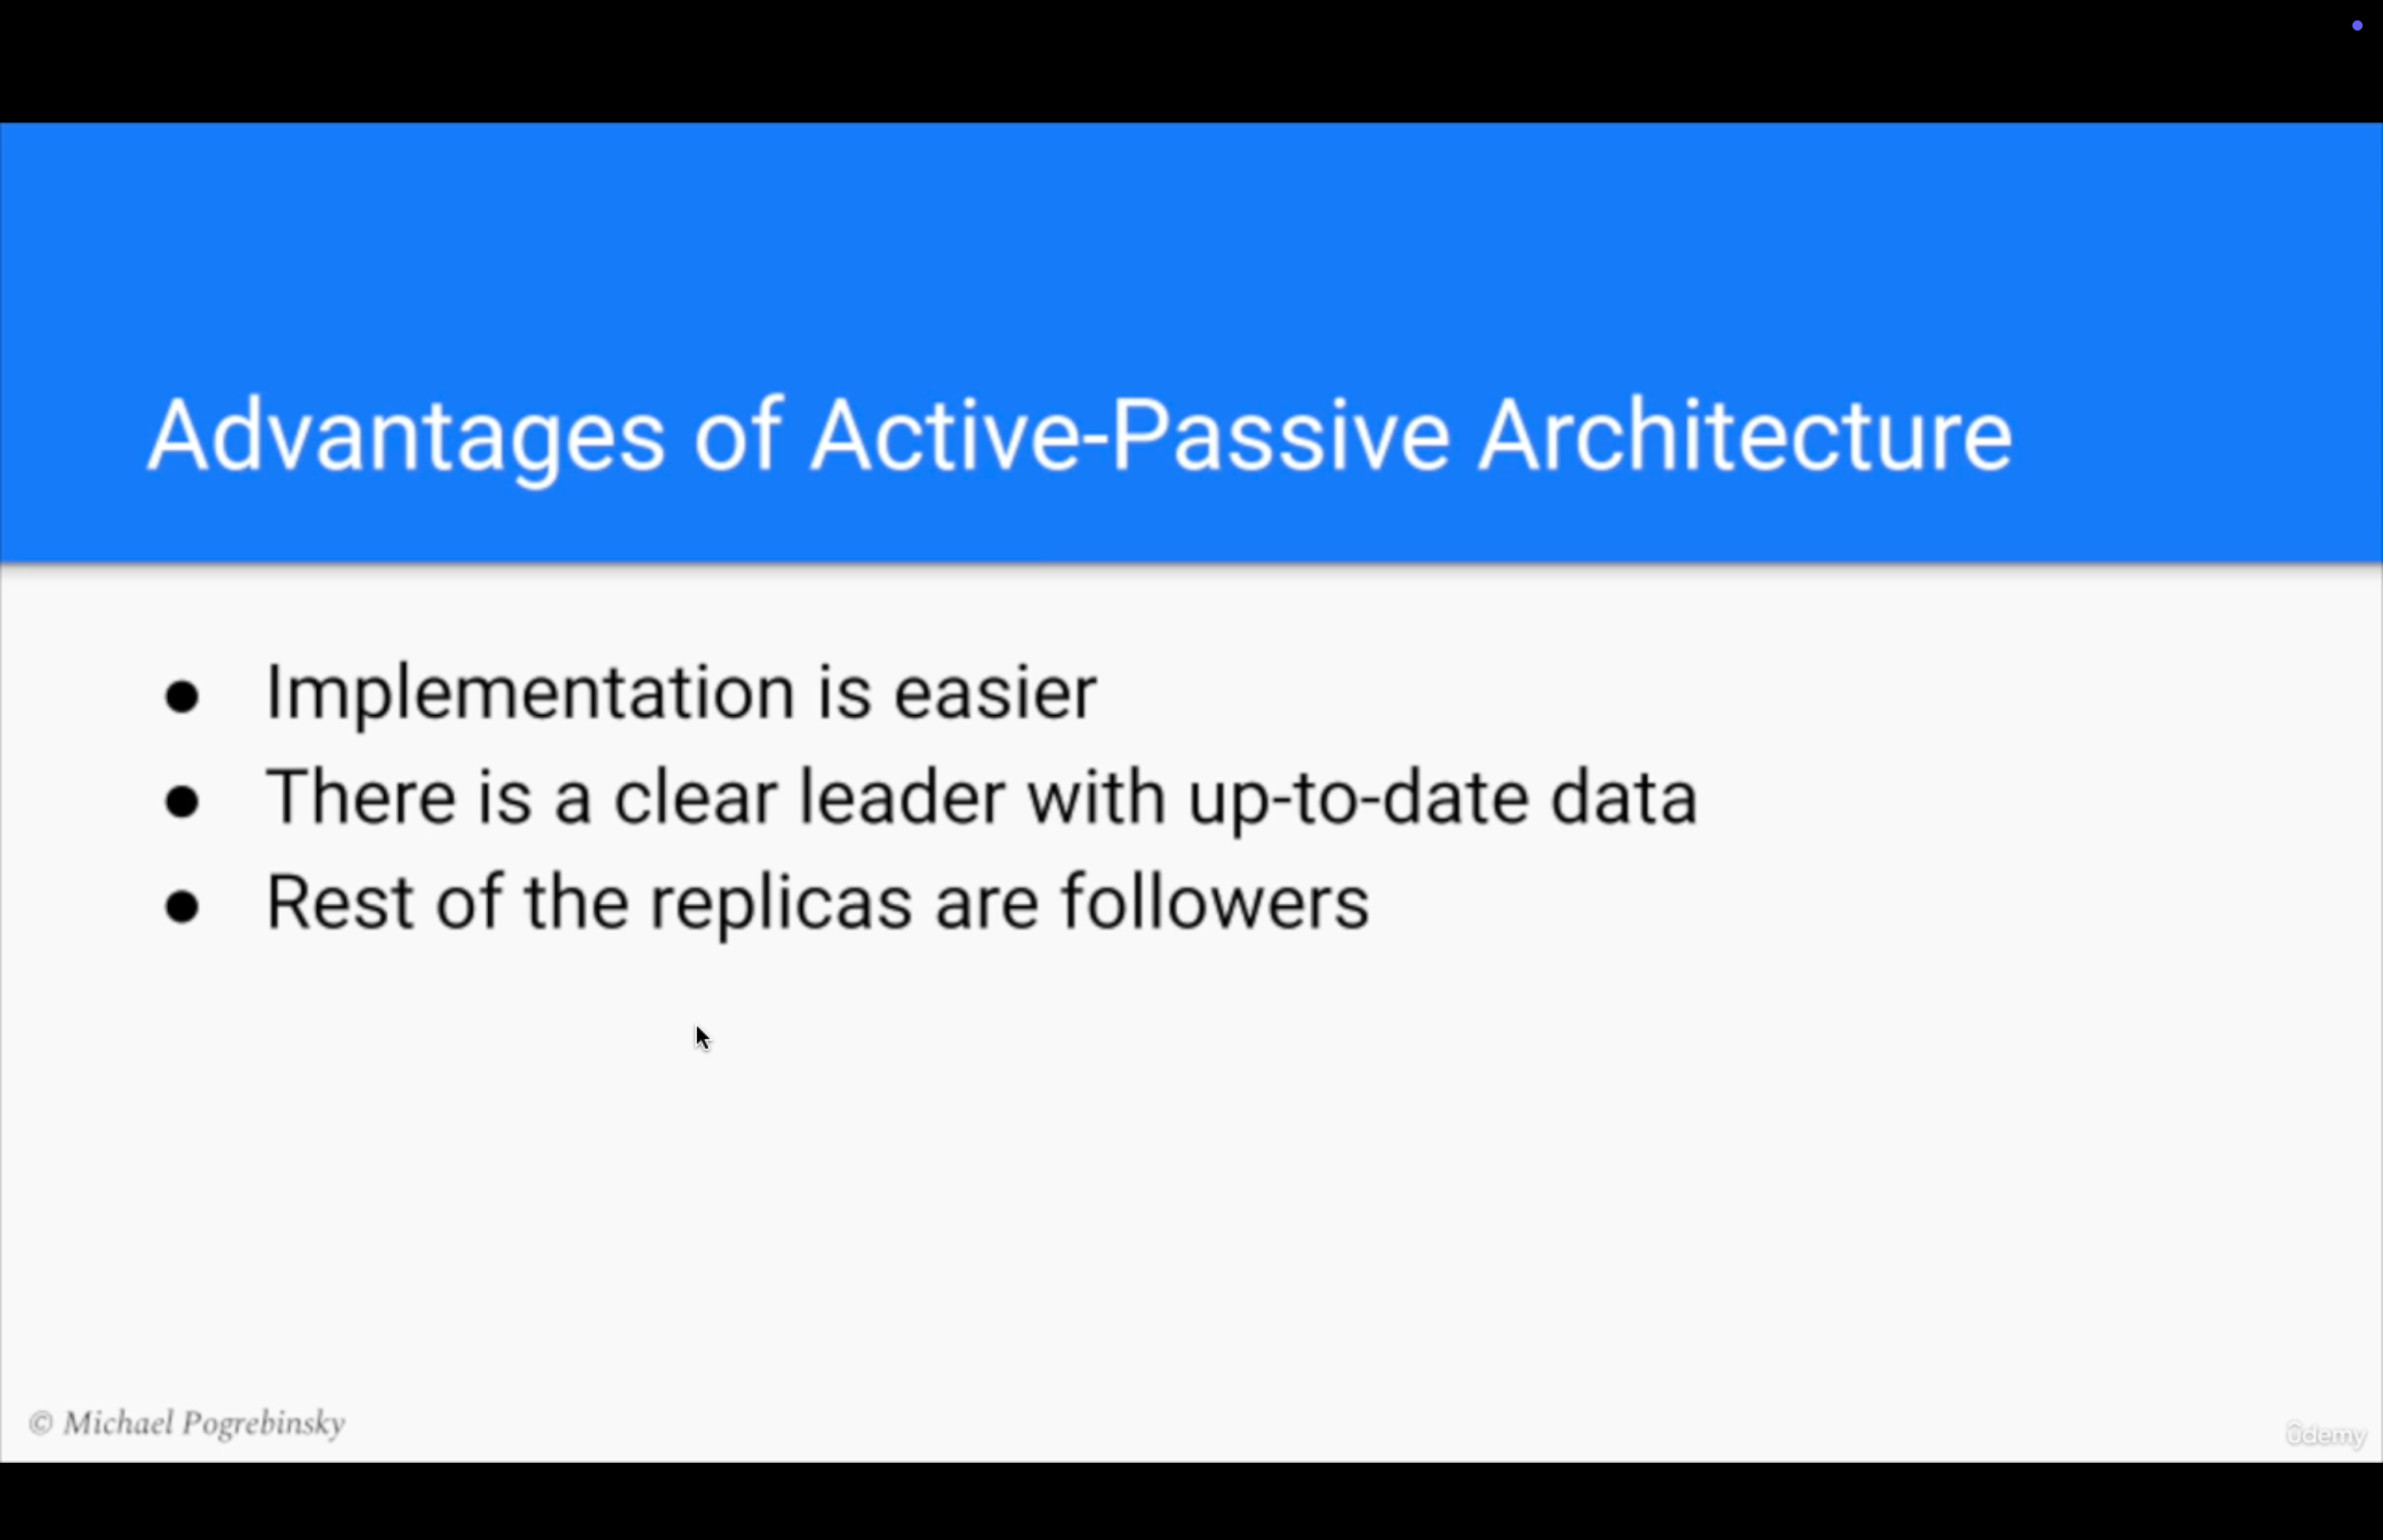 Advantages of Active-Passive Architecture
● Implementation is easier
● There is a clear leader with up-to-date data
● Rest of the replicas are followers
© Michael Pogrebinsky
ûdemy